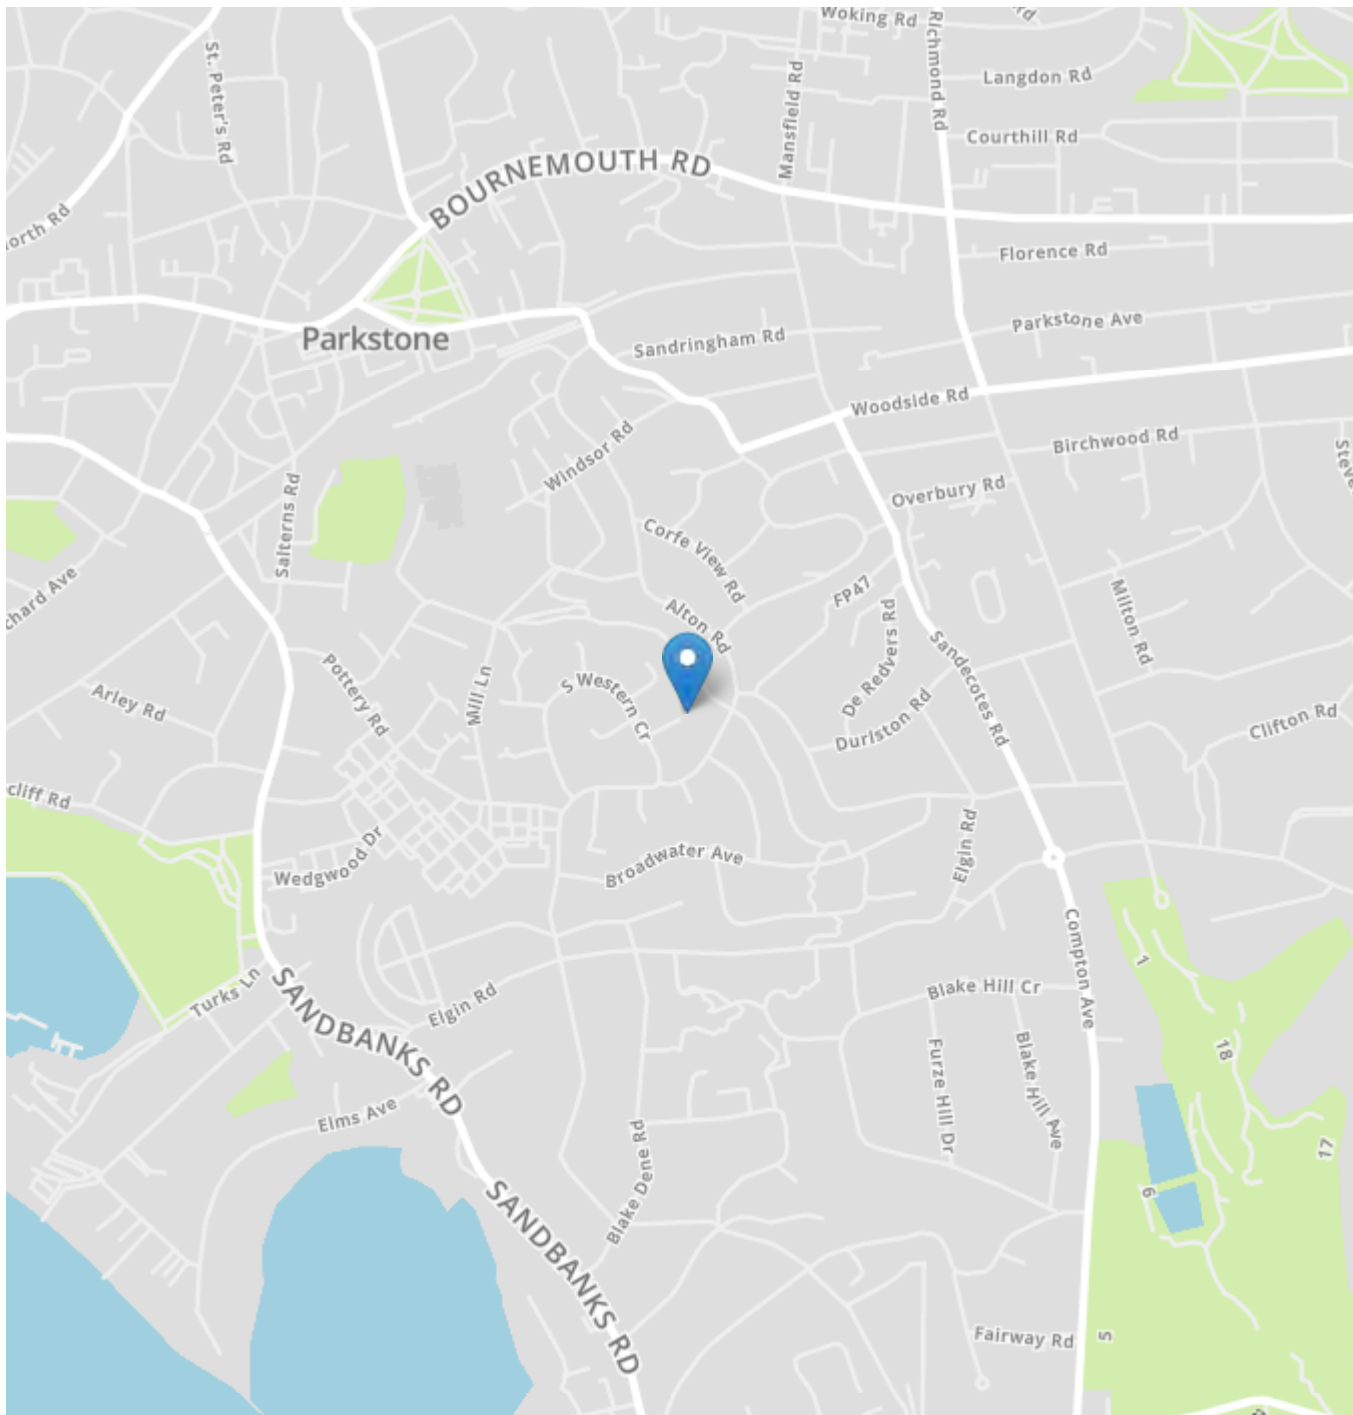 Woking Rd
Richmond Rd
Langdon Rd
St. Peter's Rd
Mansfield Rd
Courthill Rd
BOURNEMOUTH RD
orth Rd
Florence Rd
Parkstone Ave
Parkstone
Sandringham Rd
Woodside Rd
Birchwood Rd
Windsor Rd
Salterns Rd
Overbury Rd
Corfe View Rd
chard Ave
FP47
Alton Rd
Milton Rd
De Redvers Rd
Sandecotes Rd
Pottery Rd
Mill Ln
S Western Cr
Arley Rd
Durlston Rd
Clifton Rd
cliff Rd
Elgin Rd
Wedgwood Dr
Broadwater Ave
Compton Ave
1
Turks Ln
SANDBANKS RD
Elgin Rd
Blake Hill Cr
Furze Hill Dr
Blake Hill Ave
18
Elms Ave
17
Blake Dene Rd
6
SANDBANKS RD
Fairway Rd
5